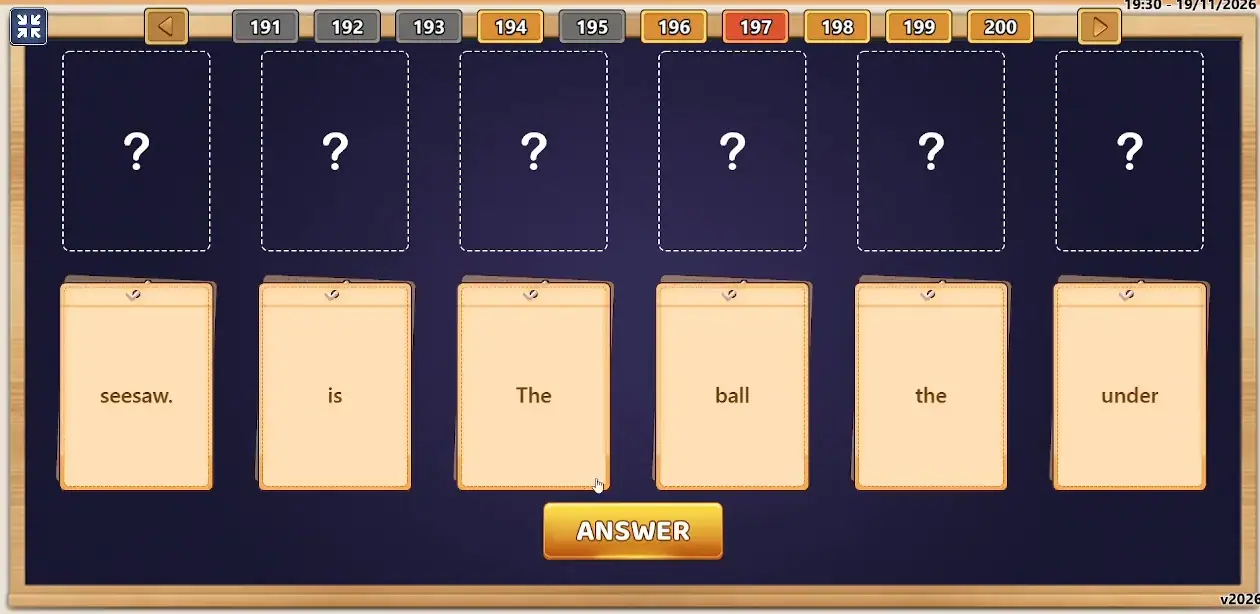 19:30 - 19/11/2026
191 192 193 194 195 196 197 198 199 200
? ? ? ? ? ?
seesaw. is The ball the under
ANSWER
v2026